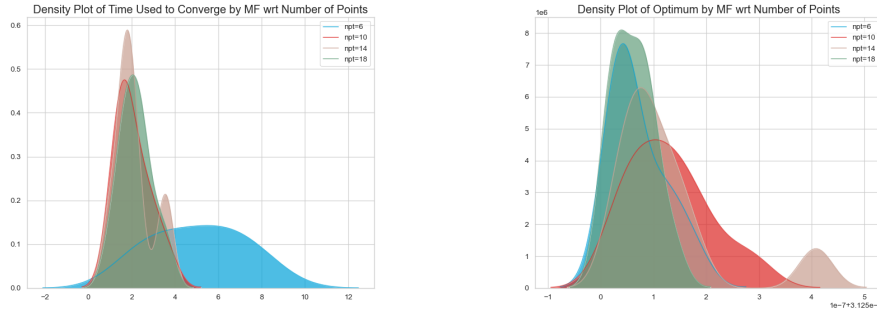 Density Plot of Time Used to Converge by MF wrt Number of Points
npt=6
npt=10
npt=14
npt=18
0.6
0.5
0.4
0.3
0.2
0.1
0.0
−2 0 2 4 6 8 10 12
Density Plot of Optimum by MF wrt Number of Points
1e6
npt=6
npt=10
npt=14
npt=18
8
7
6
5
4
3
2
1
0
−1 0 1 2 3 4 5
1e−7+3.125e−